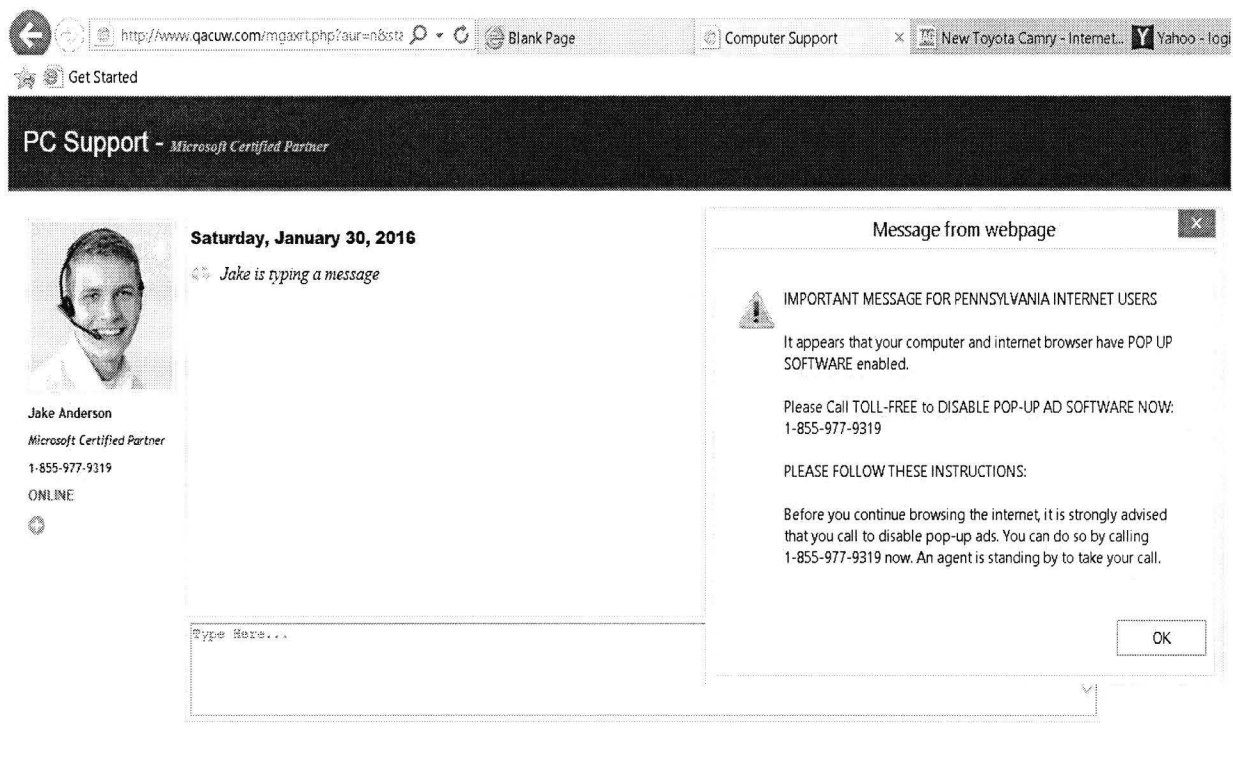 http://www.qacuw.com/mgaxrt.php?aur=n&sta
Blank Page
Computer Support
New Toyota Camry - Internet...
Yahoo - logi
Get Started
PC Support - Microsoft Certified Partner
Saturday, January 30, 2016
Jake is typing a message
Jake Anderson
Microsoft Certified Partner
1-855-977-9319
ONLINE
Type Here...
Message from webpage
x
IMPORTANT MESSAGE FOR PENNSYLVANIA INTERNET USERS
It appears that your computer and internet browser have POP UP
SOFTWARE enabled.
Please Call TOLL-FREE to DISABLE POP-UP AD SOFTWARE NOW:
1-855-977-9319
PLEASE FOLLOW THESE INSTRUCTIONS:
Before you continue browsing the internet, it is strongly advised
that you call to disable pop-up ads. You can do so by calling
1-855-977-9319 now. An agent is standing by to take your call.
OK